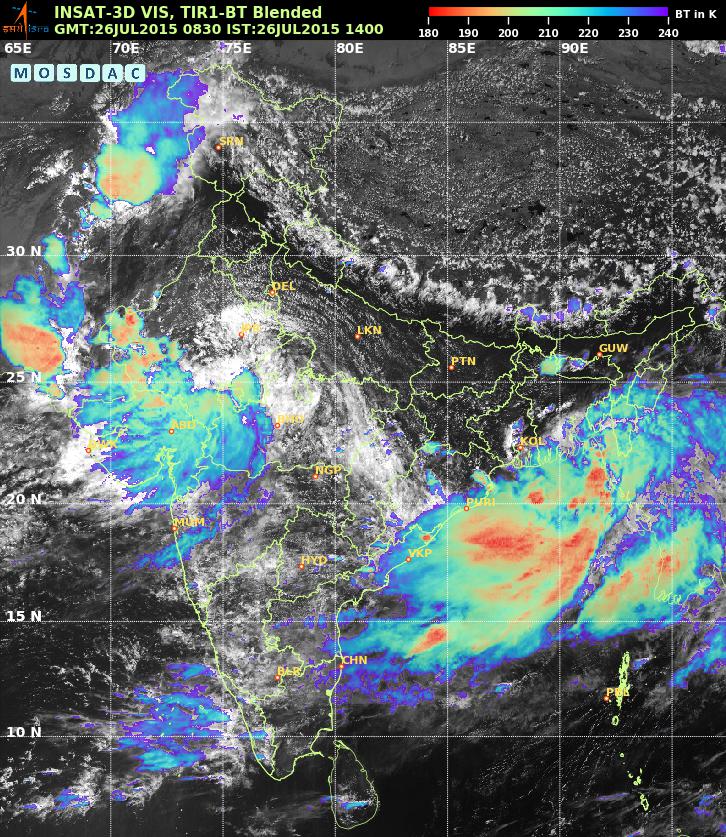 INSAT-3D VIS, TIR1-BT Blended
GMT:26JUL2015 0830 IST:26JUL2015 1400
BT in K
180 190 200 210 220 230 240
65E 70E 75E 80E 85E 90E
MOSDAC
SRN
30 N
DEL
LKN
GUW
PTN
25 N
ABD
KOL
NGP
20 N
PURI
MUM
VKP
HYD
15 N
CHN
BLR
10 N